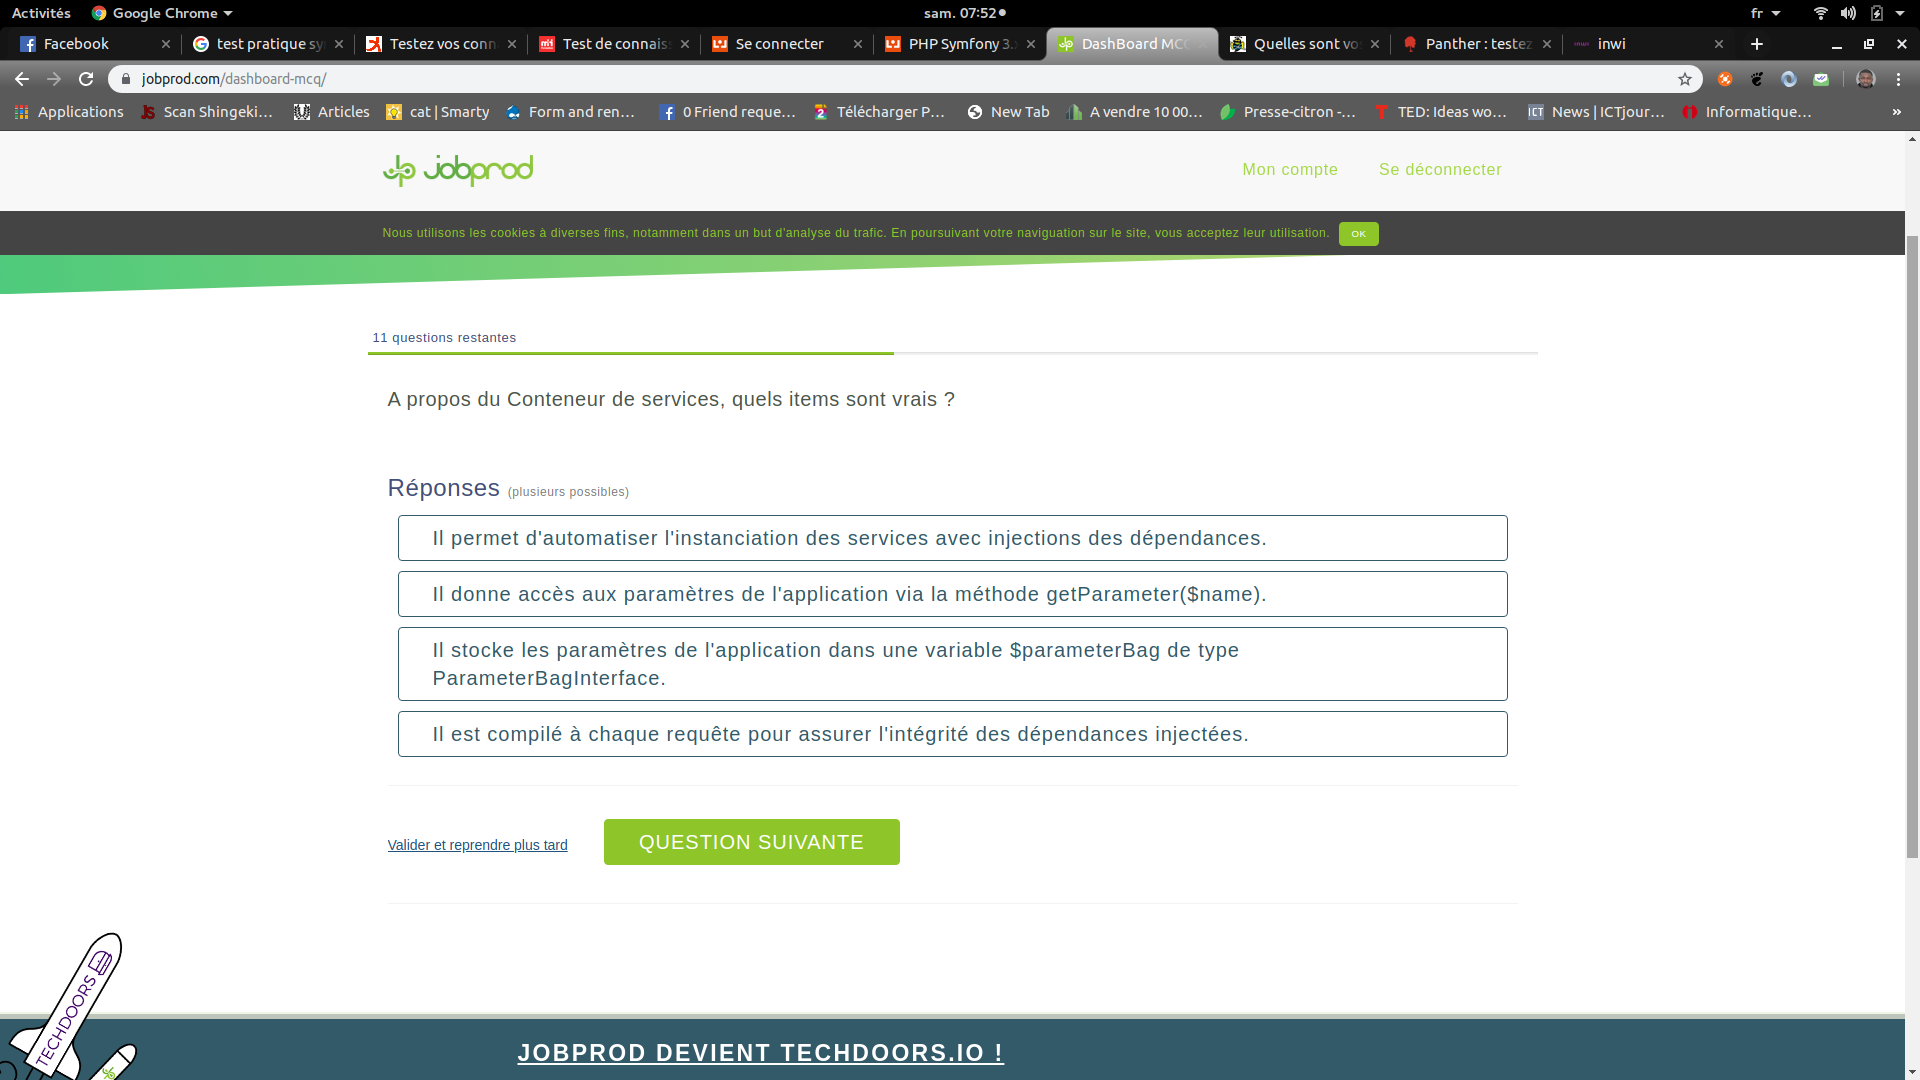 Activités
Google Chrome
sam. 07:52
fr
Facebook
test pratique sy
Testez vos conn
Test de connais
Se connecter
PHP Symfony 3.
DashBoard MC
Quelles sont vo
Panther : testez
inwi
jobprod.com/dashboard-mcq/
Applications
Scan Shingeki...
Articles
cat | Smarty
Form and ren...
0 Friend reque...
Télécharger P...
New Tab
A vendre 10 00...
Presse-citron -...
TED: Ideas wo...
ICT
News | ICTjour...
Informatique...
»
jobprod
Mon compte
Se déconnecter
Nous utilisons les cookies à diverses fins, notamment dans un but d'analyse du trafic. En poursuivant votre naviguation sur le site, vous acceptez leur utilisation.
OK
11 questions restantes
A propos du Conteneur de services, quels items sont vrais ?
Réponses (plusieurs possibles)
Il permet d'automatiser l'instanciation des services avec injections des dépendances.
Il donne accès aux paramètres de l'application via la méthode getParameter($name).
Il stocke les paramètres de l'application dans une variable $parameterBag de type
ParameterBagInterface.
Il est compilé à chaque requête pour assurer l'intégrité des dépendances injectées.
Valider et reprendre plus tard
QUESTION SUIVANTE
TECHDOORS
JOBPROD DEVIENT TECHDOORS.IO !